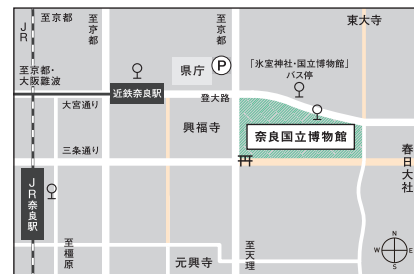 JR
至京都
至京都
至京都
東大寺
至京都・
大阪難波
近鉄奈良駅
県庁
P
「氷室神社・国立博物館」
バス停
大宮通り
登大路
興福寺
奈良国立博物館
三条通り
春日大社
JR奈良駅
至橿原
元興寺
至天理
N
W
E
S